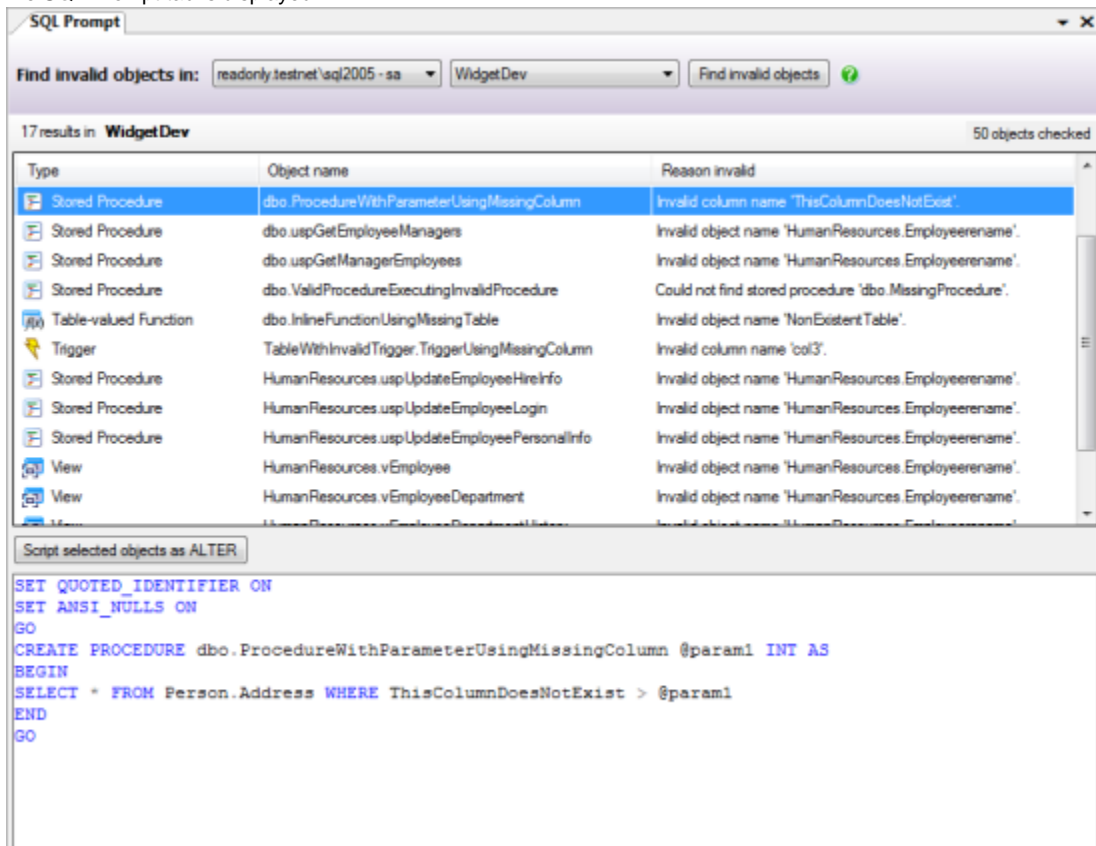 SQL Prompt
Find invalid objects in: readonly.testnet\sql2005 - sa WidgetDev Find invalid objects
17 results in WidgetDev 50 objects checked
Type Object name Reason invalid
Stored Procedure dbo.ProcedureWithParameterUsingMissingColumn Invalid column name 'ThisColumnDoesNotExist'.
Stored Procedure dbo.uspGetEmployeeManagers Invalid object name 'HumanResources.Employeerename'.
Stored Procedure dbo.uspGetManagerEmployees Invalid object name 'HumanResources.Employeerename'.
Stored Procedure dbo.ValidProcedureExecutingInvalidProcedure Could not find stored procedure 'dbo.MissingProcedure'.
Table-valued Function dbo.InlineFunctionUsingMissingTable Invalid object name 'NonExistentTable'.
Trigger TableWithInvalidTrigger.TriggerUsingMissingColumn Invalid column name 'col3'.
Stored Procedure HumanResources.uspUpdateEmployeeHireInfo Invalid object name 'HumanResources.Employeerename'.
Stored Procedure HumanResources.uspUpdateEmployeeLogin Invalid object name 'HumanResources.Employeerename'.
Stored Procedure HumanResources.uspUpdateEmployeePersonalInfo Invalid object name 'HumanResources.Employeerename'.
View HumanResources.vEmployee Invalid object name 'HumanResources.Employeerename'.
View HumanResources.vEmployeeDepartment Invalid object name 'HumanResources.Employeerename'.
Script selected objects as ALTER
SET QUOTED_IDENTIFIER ON
SET ANSI_NULLS ON
GO
CREATE PROCEDURE dbo.ProcedureWithParameterUsingMissingColumn @param1 INT AS
BEGIN
SELECT * FROM Person.Address WHERE ThisColumnDoesNotExist > @param1
END
GO